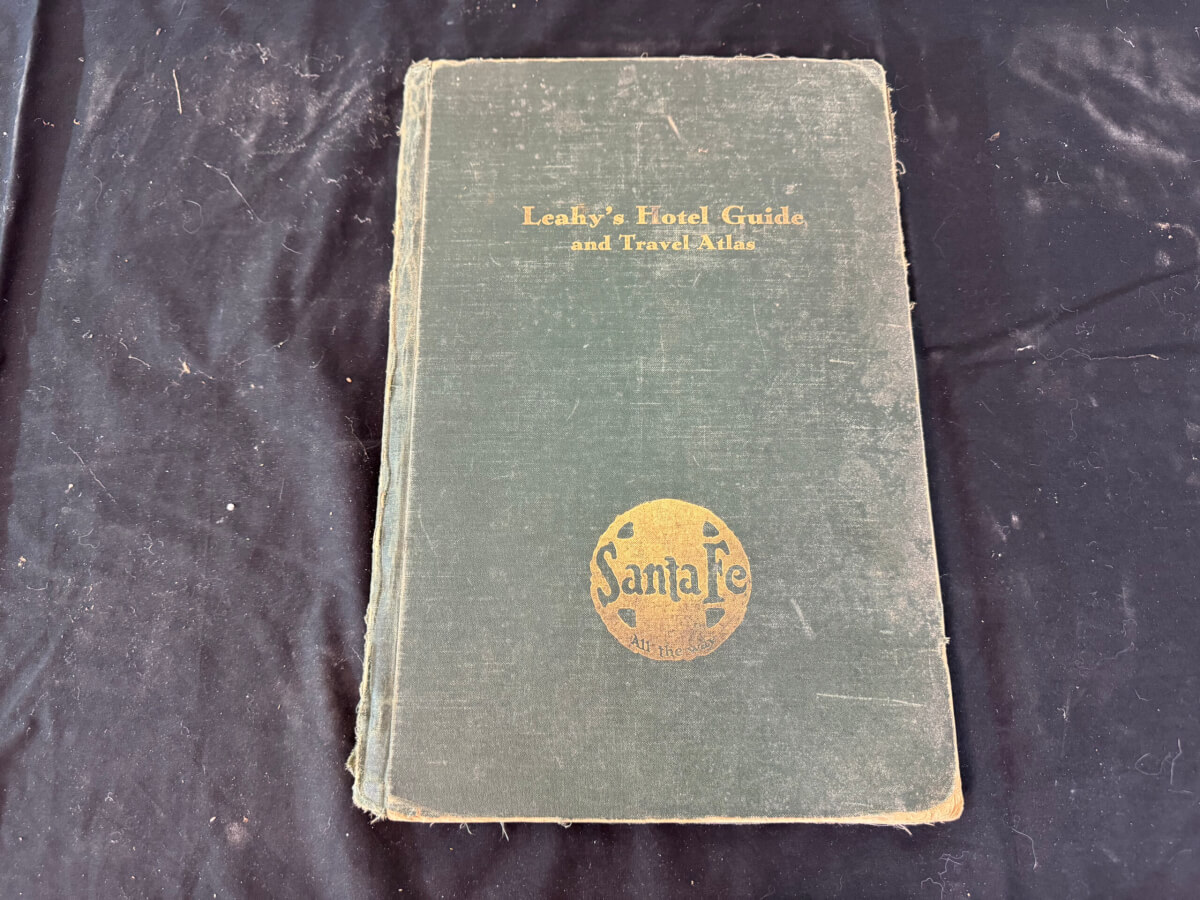 Leahy's Hotel Guide
and Travel Atlas
Santa Fe
All the way